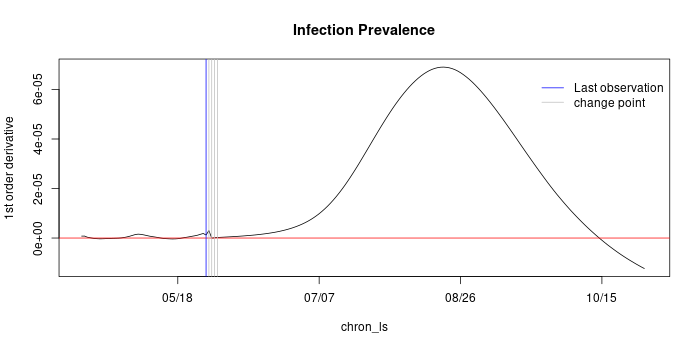 Infection Prevalence
1st order derivative
6e-05
4e-05
2e-05
0e+00
Last observation
change point
05/18
07/07
08/26
10/15
chron_ls